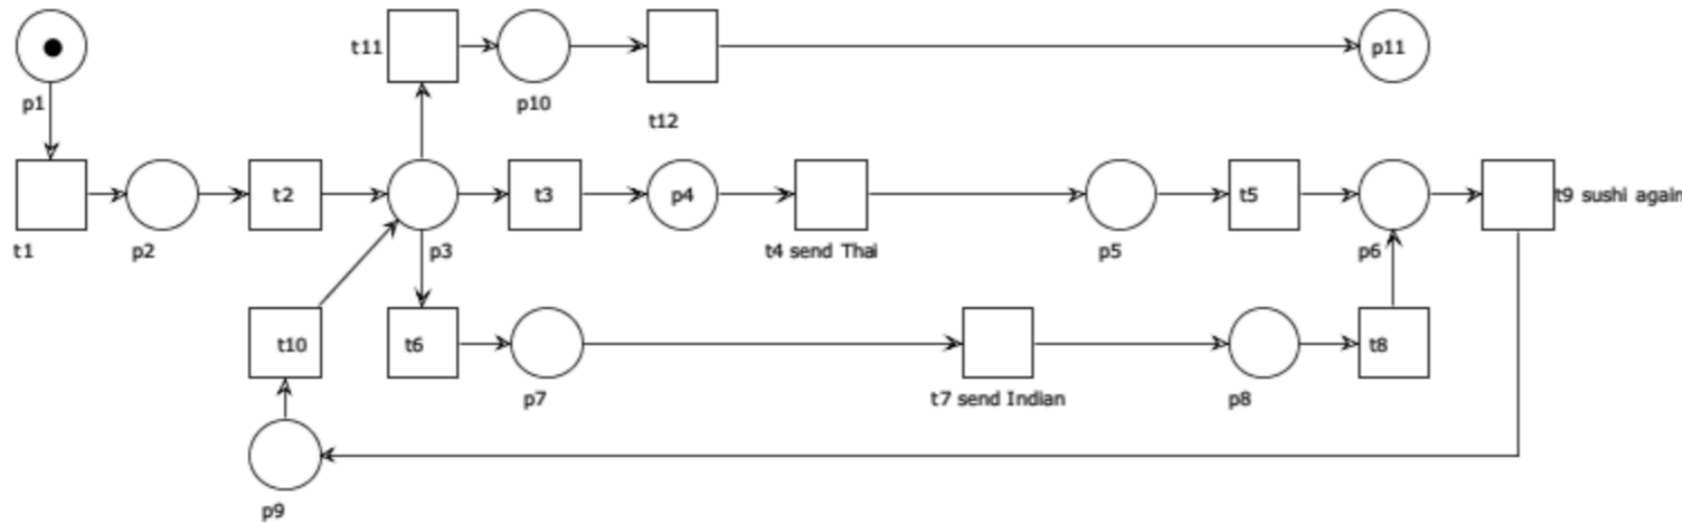 t11
p11
p1
p10
t12
t2
t3
p4
t5
t9 sushi again
t1
p2
p3
t4 send Thai
p5
p6
t10
t6
t8
p7
t7 send Indian
p8
p9